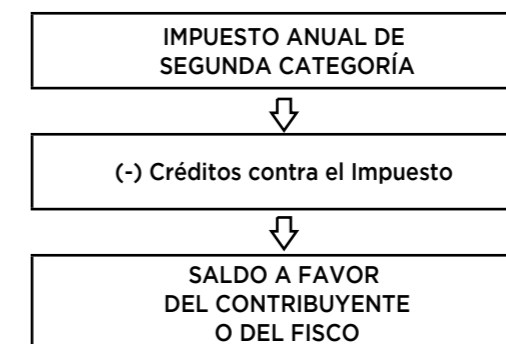 IMPUESTO ANUAL DE
SEGUNDA CATEGORÍA
(-) Créditos contra el Impuesto
SALDO A FAVOR
DEL CONTRIBUYENTE
O DEL FISCO